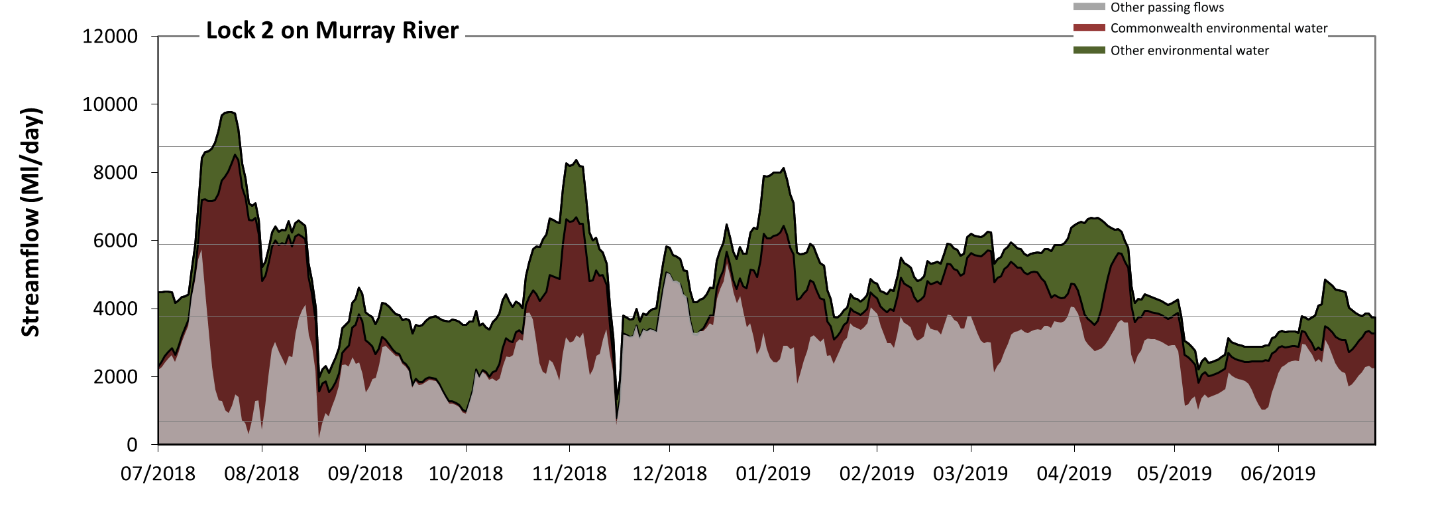 Other passing flows
Commonwealth environmental water
Other environmental water
Lock 2 on Murray River
Streamflow (Ml/day)
12000
10000
8000
6000
4000
2000
0
07/2018 08/2018 09/2018 10/2018 11/2018 12/2018 01/2019 02/2019 03/2019 04/2019 05/2019 06/2019